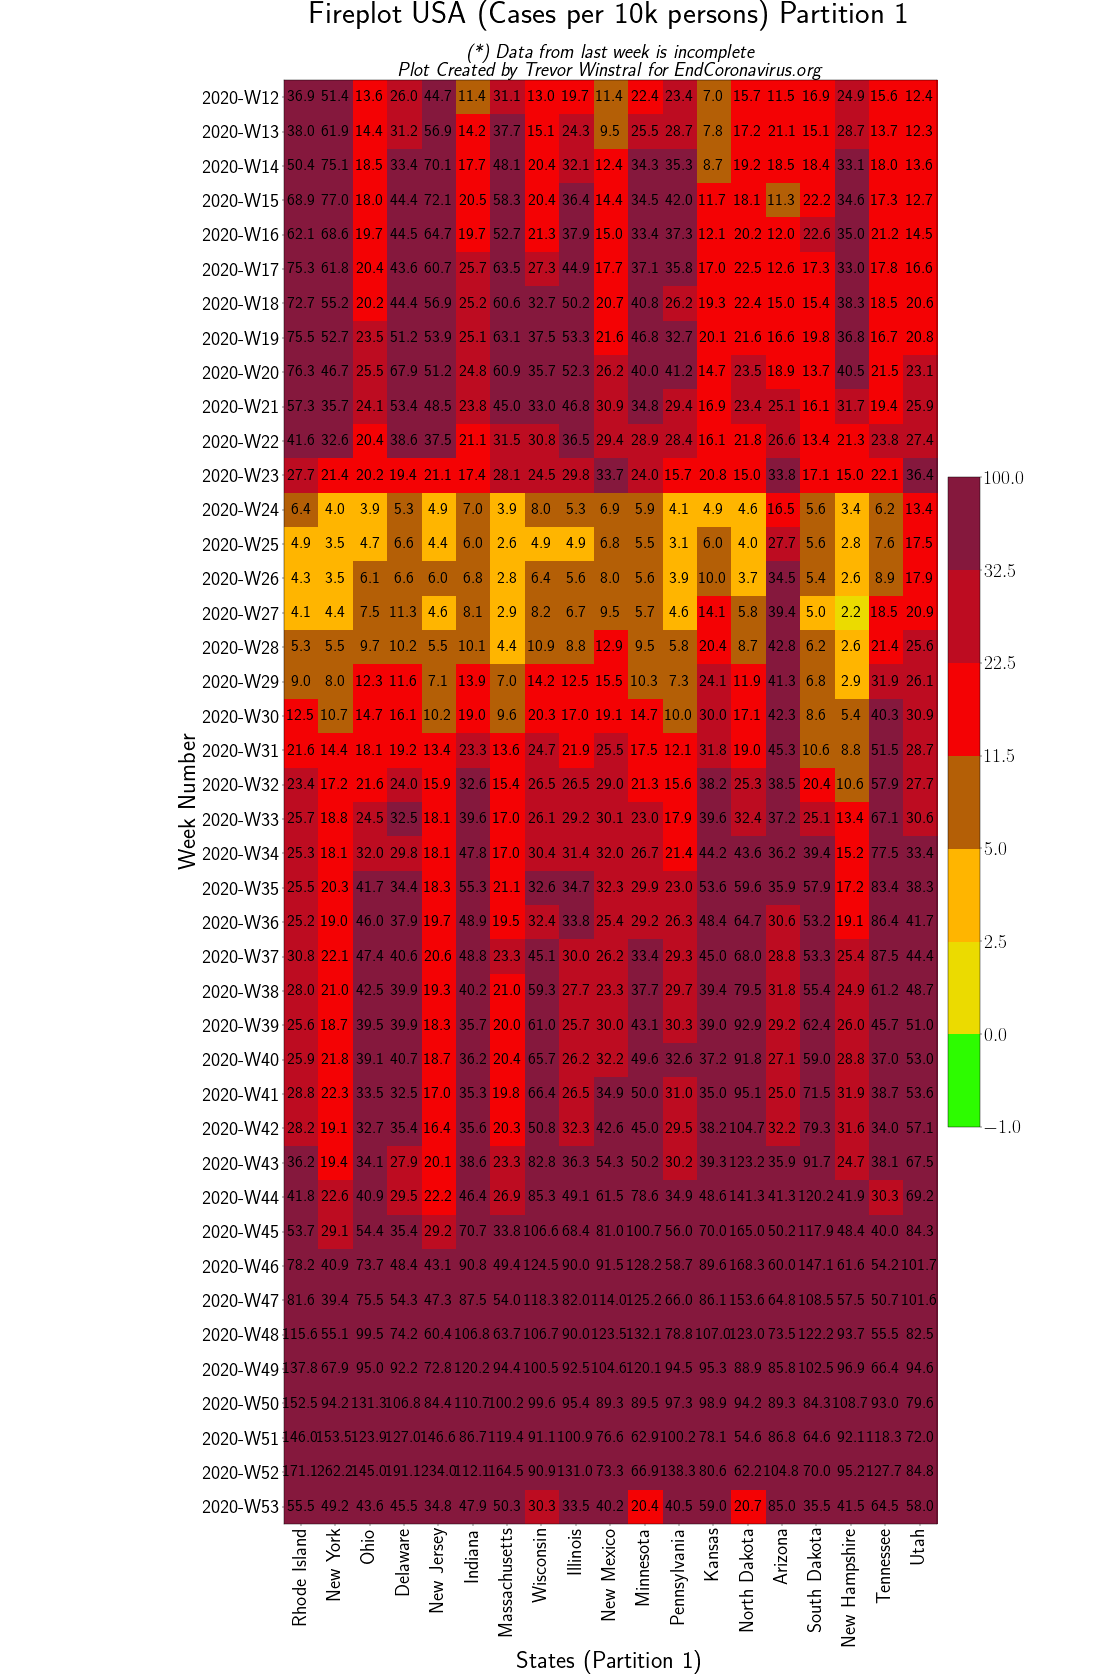 Fireplot USA (Cases per 10k persons) Partition 1
(*) Data from last week is incomplete
Plot Created by Trevor Winstral for EndCoronavirus.org
2020-W12 36.9 51.4 13.6 26.0 44.7 11.4 31.1 13.0 19.7 11.4 22.4 23.4 7.0 15.7 11.5 16.9 24.9 15.6 12.4
2020-W13 38.0 61.9 14.4 31.2 56.9 14.2 37.7 15.1 24.3 9.5 25.5 28.7 7.8 17.2 21.1 15.1 28.7 13.7 12.3
2020-W14 50.4 75.1 18.5 33.4 70.1 17.7 48.1 20.4 32.1 12.4 34.3 35.3 8.7 19.2 18.5 18.4 33.1 18.0 13.6
2020-W15 68.9 77.0 18.0 44.4 72.1 20.5 58.3 20.4 36.4 14.4 34.5 42.0 11.7 18.1 11.3 22.2 34.6 17.3 12.7
2020-W16 62.1 68.6 19.7 44.5 64.7 19.7 52.7 21.3 37.9 15.0 33.4 37.3 12.1 20.2 12.0 22.6 35.0 21.2 14.5
2020-W17 75.3 61.8 20.4 43.6 60.7 25.7 63.5 27.3 44.9 17.7 37.1 35.8 17.0 22.5 12.6 17.3 33.0 17.8 16.6
2020-W18 72.7 55.2 20.2 44.4 56.9 25.2 60.6 32.7 50.2 20.7 40.8 26.2 19.3 22.4 15.0 15.4 38.3 18.5 20.6
2020-W19 75.5 52.7 23.5 51.2 53.9 25.1 63.1 37.5 53.3 21.6 46.8 32.7 20.1 21.6 16.6 19.8 36.8 16.7 20.8
2020-W20 76.3 46.7 25.5 67.9 51.2 24.8 60.9 35.7 52.3 26.2 40.0 41.2 14.7 23.5 18.9 13.7 40.5 21.5 23.1
2020-W21 57.3 35.7 24.1 53.4 48.5 23.8 45.0 33.0 46.8 30.9 34.8 29.4 16.9 23.4 25.1 16.1 31.7 19.4 25.9
2020-W22 41.6 32.6 20.4 38.6 37.5 21.1 31.5 30.8 36.5 29.4 28.9 28.4 16.1 21.8 26.6 13.4 21.3 23.8 27.4
2020-W23 27.7 21.4 20.2 19.4 21.1 17.4 28.1 24.5 29.8 33.7 24.0 15.7 20.8 15.0 33.8 17.1 15.0 22.1 36.4
2020-W24 6.4 4.0 3.9 5.3 4.9 7.0 3.9 8.0 5.3 6.9 5.9 4.1 4.9 4.6 16.5 5.6 3.4 6.2 13.4
2020-W25 4.9 3.5 4.7 6.6 4.4 6.0 2.6 4.9 4.9 6.8 5.5 3.1 6.0 4.0 27.7 5.6 2.8 7.6 17.5
2020-W26 4.3 3.5 6.1 6.6 6.0 6.8 2.8 6.4 5.6 8.0 5.6 3.9 10.0 3.7 34.5 5.4 2.6 8.9 17.9
2020-W27 4.1 4.4 7.5 11.3 4.6 8.1 2.9 8.2 6.7 9.5 5.7 4.6 14.1 5.8 39.4 5.0 2.2 18.5 20.9
2020-W28 5.3 5.5 9.7 10.2 5.5 10.1 4.4 10.9 8.8 12.9 9.5 5.8 20.4 8.7 42.8 6.2 2.6 21.4 25.6
2020-W29 9.0 8.0 12.3 11.6 7.1 13.9 7.0 14.2 12.5 15.5 10.3 7.3 24.1 11.9 41.3 6.8 2.9 31.9 26.1
2020-W30 12.5 10.7 14.7 16.1 10.2 19.0 9.6 20.3 17.0 19.1 14.7 10.0 30.0 17.1 42.3 8.6 5.4 40.3 30.9
2020-W31 21.6 14.4 18.1 19.2 13.4 23.3 13.6 24.7 21.9 25.5 17.5 12.1 31.8 19.0 45.3 10.6 8.8 51.5 28.7
2020-W32 23.4 17.2 21.6 24.0 15.9 32.6 15.4 26.5 26.5 29.0 21.3 15.6 38.2 25.3 38.5 20.4 10.6 57.9 27.7
2020-W33 25.7 18.8 24.5 32.5 18.1 39.6 17.0 26.1 29.2 30.1 23.0 17.9 39.6 32.4 37.2 25.1 13.4 67.1 30.6
2020-W34 25.3 18.1 32.0 29.8 18.1 47.8 17.0 30.4 31.4 32.0 26.7 21.4 44.2 43.6 36.2 39.4 15.2 77.5 33.4
2020-W35 25.5 20.3 41.7 34.4 18.3 55.3 21.1 32.6 34.7 32.3 29.9 23.0 53.6 59.6 35.9 57.9 17.2 83.4 38.3
2020-W36 25.2 19.0 46.0 37.9 19.7 48.9 19.5 32.4 33.8 25.4 29.2 26.3 48.4 64.7 30.6 53.2 19.1 86.4 41.7
2020-W37 30.8 22.1 47.4 40.6 20.6 48.8 23.3 45.1 30.0 26.2 33.4 29.3 45.0 68.0 28.8 53.3 25.4 87.5 44.4
2020-W38 28.0 21.0 42.5 39.9 19.3 40.2 21.0 59.3 27.7 23.3 37.7 29.7 39.4 79.5 31.8 55.4 24.9 61.2 48.7
2020-W39 25.6 18.7 39.5 39.9 18.3 35.7 20.0 61.0 25.7 30.0 43.1 30.3 39.0 92.9 29.2 62.4 26.0 45.7 51.0
2020-W40 25.9 21.8 39.1 40.7 18.7 36.2 20.4 65.7 26.2 32.2 49.6 32.6 37.2 91.8 27.1 59.0 28.8 37.0 53.0
2020-W41 28.8 22.3 33.5 32.5 17.0 35.3 19.8 66.4 26.5 34.9 50.0 31.0 35.0 95.1 25.0 71.5 31.9 38.7 53.6
2020-W42 28.2 19.1 32.7 35.4 16.4 35.6 20.3 50.8 32.3 42.6 45.0 29.5 38.2 104.7 32.2 79.3 31.6 34.0 57.1
2020-W43 36.2 19.4 34.1 27.9 20.1 38.6 23.3 82.8 36.3 54.3 50.2 30.2 39.3 123.2 35.9 91.7 24.7 38.1 67.5
2020-W44 41.8 22.6 40.9 29.5 22.2 46.4 26.9 85.3 49.1 61.5 78.6 34.9 48.6 141.3 41.3 120.2 41.9 30.3 69.2
2020-W45 53.7 29.1 54.4 35.4 29.2 70.7 33.8 106.6 68.4 81.0 100.7 56.0 70.0 165.0 50.2 117.9 48.4 40.0 84.3
2020-W46 78.2 40.9 73.7 48.4 43.1 90.8 49.4 124.5 90.0 91.5 128.2 58.7 89.6 168.3 60.0 147.1 61.6 54.2 101.7
2020-W47 81.6 39.4 75.5 54.3 47.3 87.5 54.0 118.3 82.0 114.0 125.2 66.0 86.1 153.6 64.8 108.5 57.5 50.7 101.6
2020-W48 115.6 55.1 99.5 74.2 60.4 106.8 63.7 106.7 90.0 123.5 132.1 78.8 107.0 123.0 73.5 122.2 93.7 55.5 82.5
2020-W49 137.8 67.9 95.0 92.2 72.8 120.2 94.4 100.5 92.5 104.6 120.1 94.5 95.3 88.9 85.8 102.5 96.9 66.4 94.6
2020-W50 152.5 94.2 131.3 106.8 84.4 110.7 100.2 99.6 95.4 89.3 89.5 97.3 98.9 94.2 89.3 84.3 108.7 93.0 79.6
2020-W51 146.0 153.5 123.9 127.0 146.6 86.7 119.4 91.1 100.9 76.6 62.9 100.2 78.1 54.6 86.8 64.6 92.1 118.3 72.0
2020-W52 171.1 262.2 145.0 191.1 234.0 112.1 164.5 90.9 131.0 73.3 66.9 138.3 80.6 62.2 104.8 70.0 95.2 127.7 84.8
2020-W53 55.5 49.2 43.6 45.5 34.8 47.9 50.3 30.3 33.5 40.2 20.4 40.5 59.0 20.7 85.0 35.5 41.5 64.5 58.0
Week Number
Rhode Island
New York
Ohio
Delaware
New Jersey
Indiana
Massachusetts
Wisconsin
Illinois
New Mexico
Minnesota
Pennsylvania
Kansas
North Dakota
Arizona
South Dakota
New Hampshire
Tennessee
Utah
States (Partition 1)
100.0
32.5
22.5
11.5
5.0
2.5
0.0
−1.0